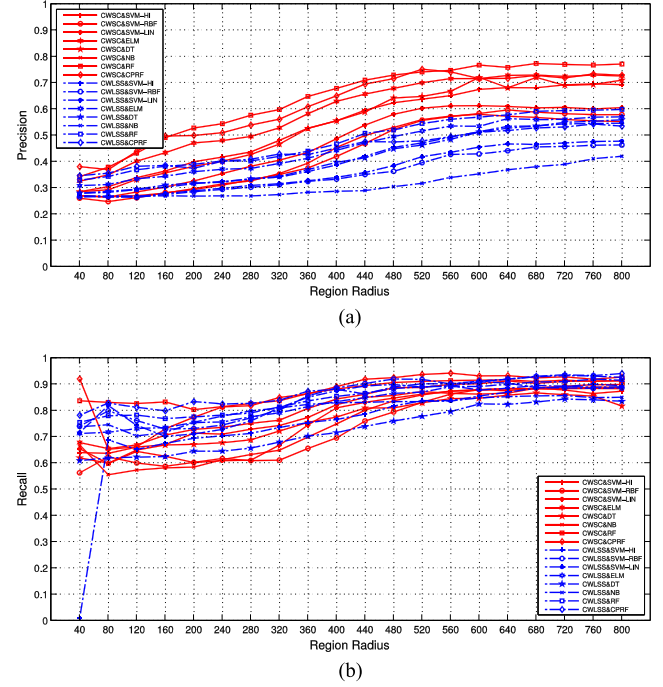 1
0.9
0.8
0.7
0.6
0.5
0.4
0.3
0.2
0.1
0
Precision
CWSC&SVM-HI
CWSC&SVM-RBF
CWSC&SVM-LIN
CWSC&ELM
CWSC&DT
CWSC&NB
CWSC&RF
CWSC&CPRF
CWLSS&SVM-HI
CWLSS&SVM-RBF
CWLSS&SVM-LIN
CWLSS&ELM
CWLSS&DT
CWLSS&NB
CWLSS&RF
CWLSS&CPRF
40 80 120 160 200 240 280 320 360 400 440 480 520 560 600 640 680 720 760 800
Region Radius
(a)
1
0.9
0.8
0.7
0.6
0.5
0.4
0.3
0.2
0.1
0
Recall
CWSC&SVM-HI
CWSC&SVM-RBF
CWSC&SVM-LIN
CWSC&ELM
CWSC&DT
CWSC&NB
CWSC&RF
CWSC&CPRF
CWLSS&SVM-HI
CWLSS&SVM-RBF
CWLSS&SVM-LIN
CWLSS&ELM
CWLSS&DT
CWLSS&NB
CWLSS&RF
CWLSS&CPRF
40 80 120 160 200 240 280 320 360 400 440 480 520 560 600 640 680 720 760 800
Region Radius
(b)